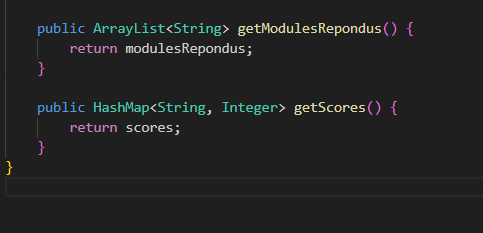 public ArrayList<String> getModulesRepondus() {
return modulesRepondus;
}
public HashMap<String, Integer> getScores() {
return scores;
}
}